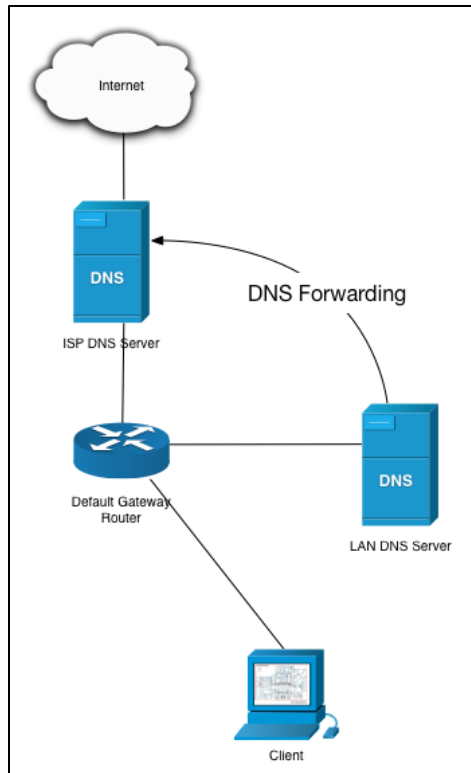 Internet
DNS
ISP DNS Server
DNS Forwarding
Default Gateway
Router
DNS
LAN DNS Server
Client